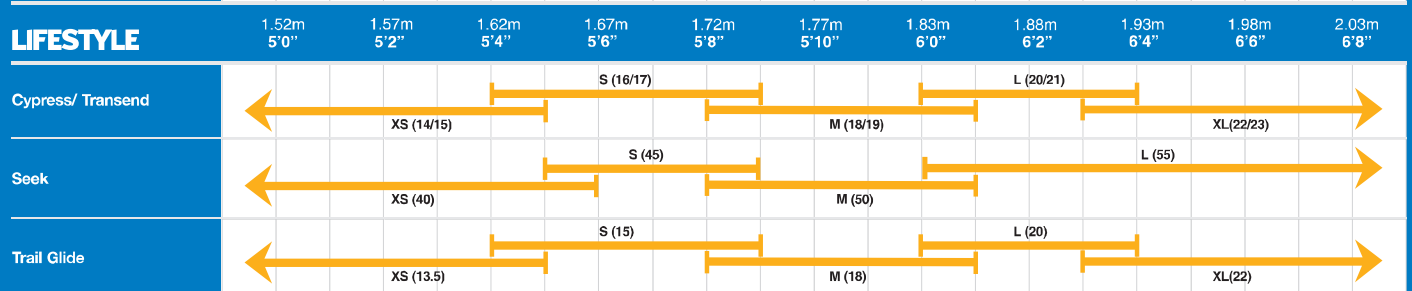 1.52m 1.57m 1.62m 1.67m 1.72m 1.77m 1.83m 1.88m 1.93m 1.98m 2.03m
LIFESTYLE 5'0" 5'2" 5'4" 5'6" 5'8" 5'10" 6'0" 6'2" 6'4" 6'6" 6'8"
S (16/17) L (20/21)
Cypress/ Transend
XS (14/15) M (18/19) XL(22/23)
S (45) L (55)
Seek
XS (40) M (50)
S (15) L (20)
Trail Glide
XS (13.5) M (18) XL(22)